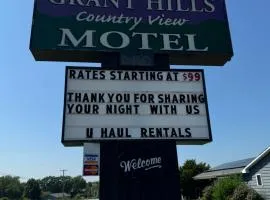 GRANT HILLS
Country View
MOTEL
RATES STARTING AT $99
THANK YOU FOR SHARING
YOUR NIGHT WITH US
U HAUL RENTALS
VISA
Welcome